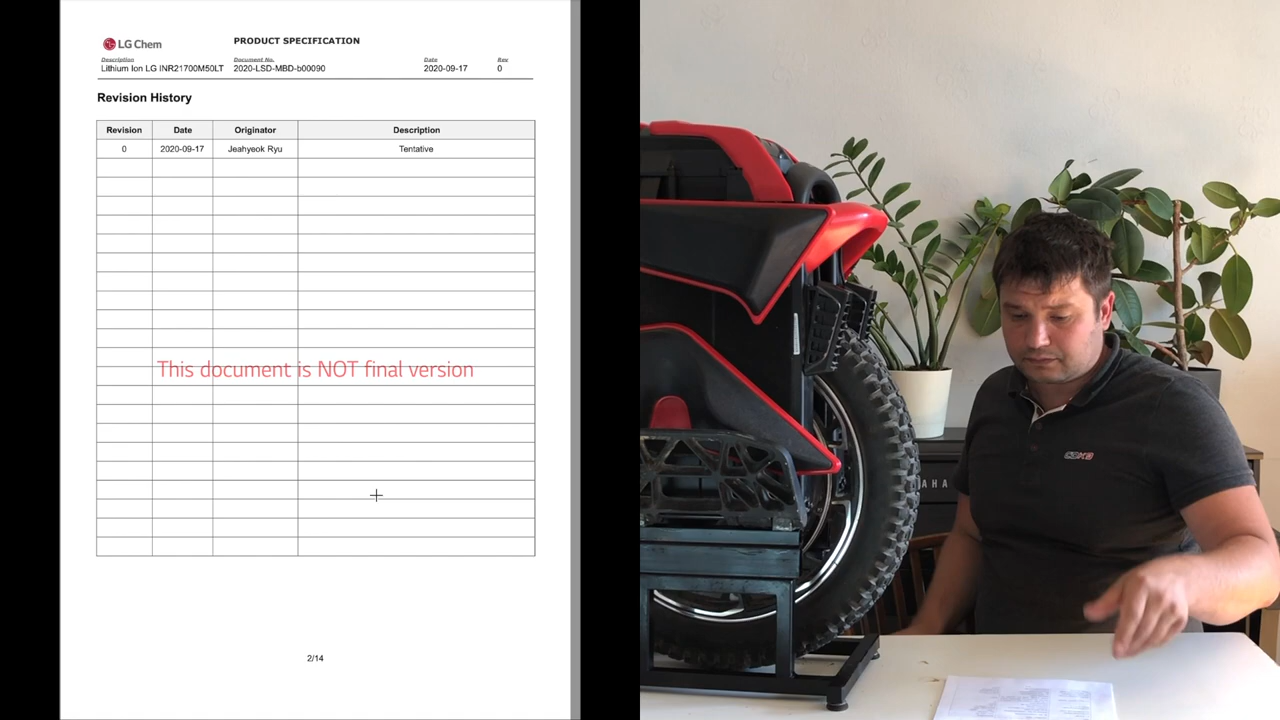 LG Chem
PRODUCT SPECIFICATION
Description
Document No.
Date
Rev
Lithium Ion LG INR21700M50LT
2020-LSD-MBD-b00090
2020-09-17
0
Revision History
Revision Date Originator Description
0 2020-09-17 Jeahyeok Ryu Tentative
This document is NOT final version
2/14
AHA